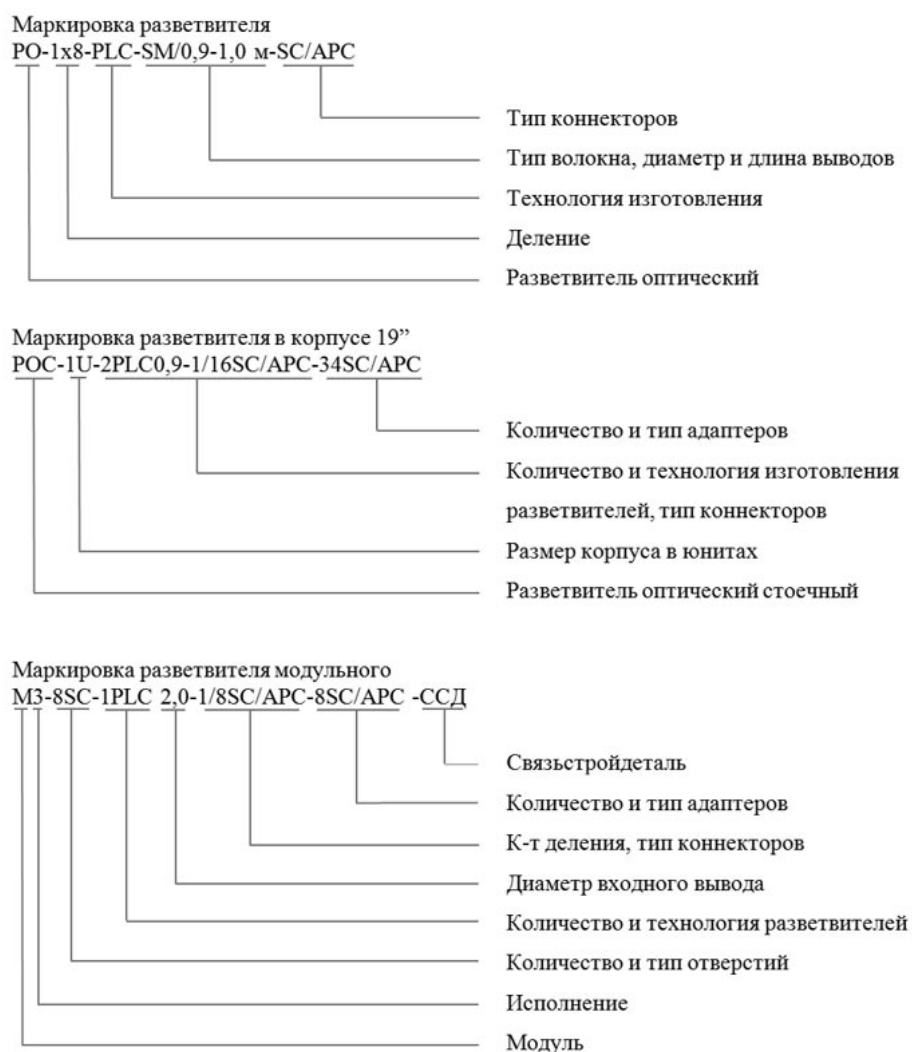 Маркировка разветвителя
РО-1х8-PLC-SM/0,9-1,0 м-SC/APC
Тип коннекторов
Тип волокна, диаметр и длина выводов
Технология изготовления
Деление
Разветвитель оптический
Маркировка разветвителя в корпусе 19”
РОС-1U-2PLC0,9-1/16SC/APC-34SC/APC
Количество и тип адаптеров
Количество и технология изготовления
разветвителей, тип коннекторов
Размер корпуса в юнитах
Разветвитель оптический стоечный
Маркировка разветвителя модульного
М3-8SC-1PLC 2,0-1/8SC/APC-8SC/APC -ССД
Связьстройдеталь
Количество и тип адаптеров
К-т деления, тип коннекторов
Диаметр входного вывода
Количество и технология разветвителей
Количество и тип отверстий
Исполнение
Модуль